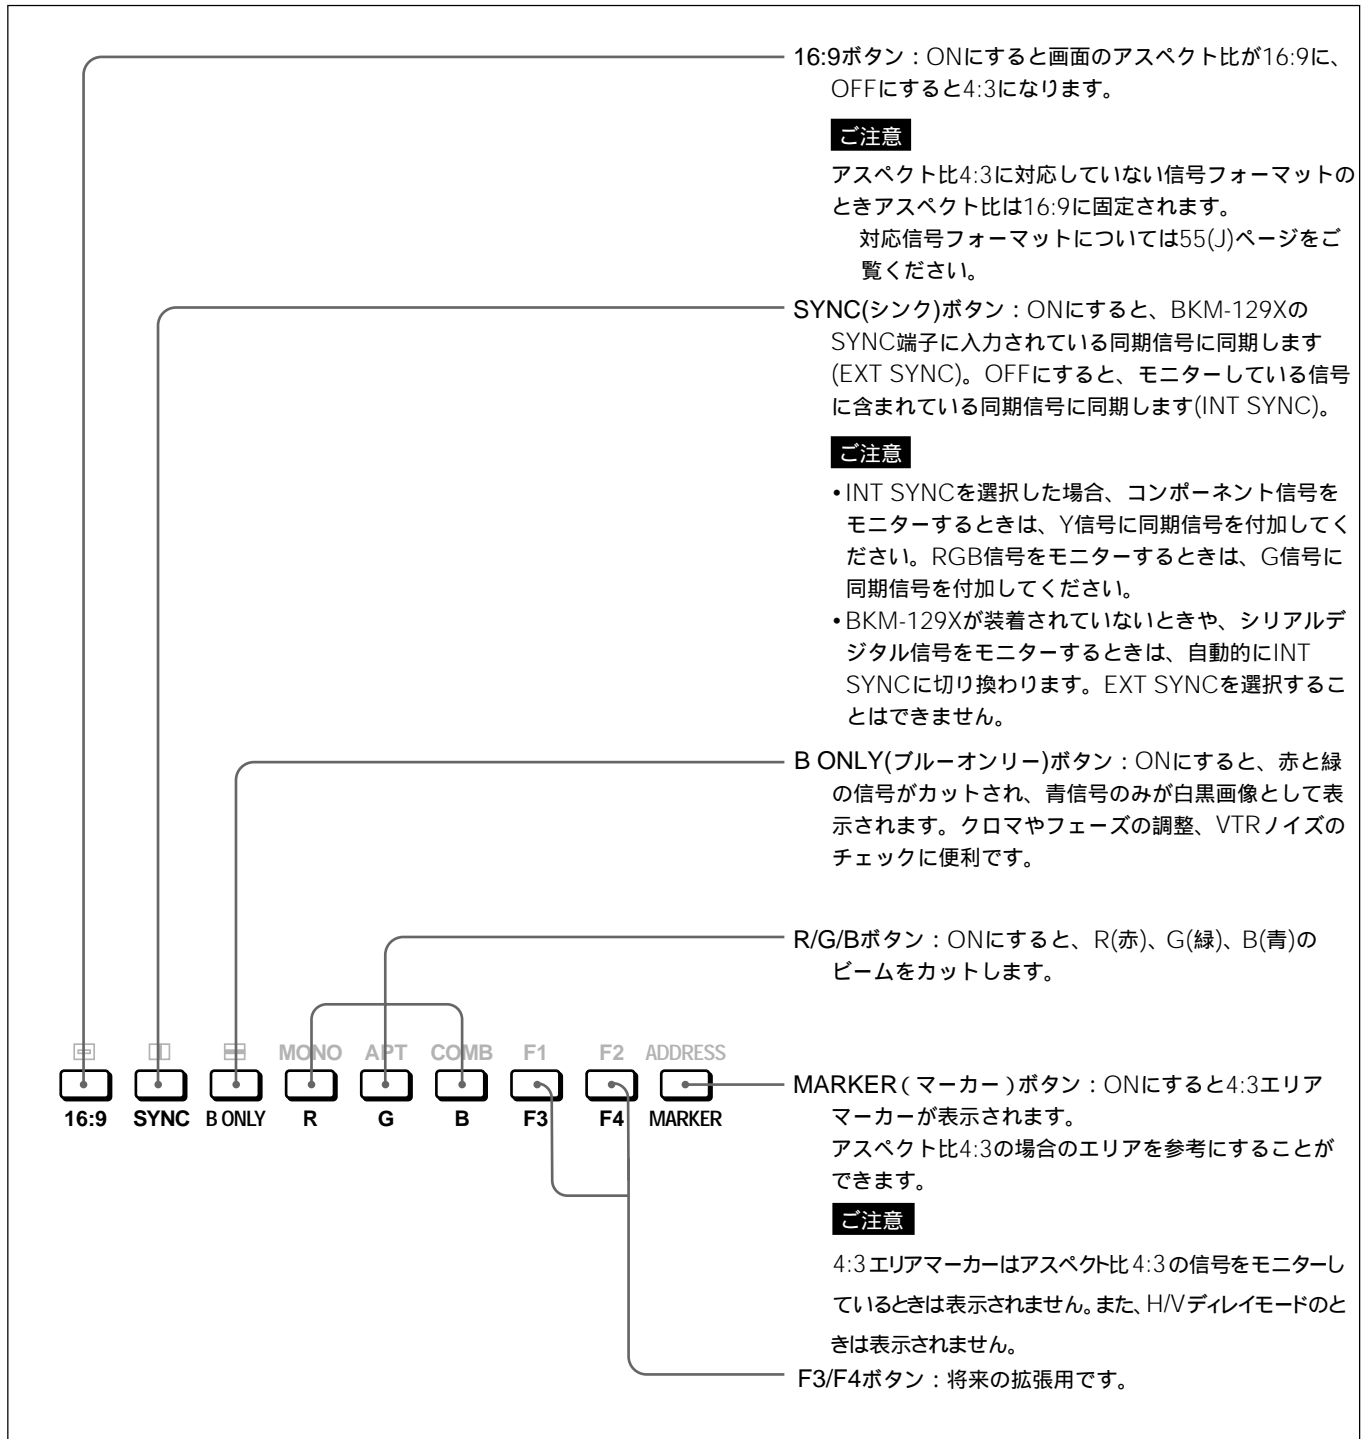 16:9ボタン：ONにすると画面のアスペクト比が16:9に、
OFFにすると4:3になります。
ご注意
アスペクト比4:3に対応していない信号フォーマットの
ときアスペクト比は16:9に固定されます。
対応信号フォーマットについては55(J)ページをご
覧ください。
SYNC(シンク)ボタン：ONにすると、BKM-129Xの
SYNC端子に入力されている同期信号に同期します
(EXT SYNC)。OFFにすると、モニターしている信号
に含まれている同期信号に同期します(INT SYNC)。
ご注意
•INT SYNCを選択した場合、コンポーネント信号を
モニターするときは、Y信号に同期信号を付加してく
ださい。RGB信号をモニターするときは、G信号に
同期信号を付加してください。
•BKM-129Xが装着されていないときや、シリアルデ
ジタル信号をモニターするときは、自動的にINT
SYNCに切り換わります。EXT SYNCを選択するこ
とはできません。
B ONLY(ブルーオンリー)ボタン：ONにすると、赤と緑
の信号がカットされ、青信号のみが白黒画像として表
示されます。クロマやフェーズの調整、VTRノイズの
チェックに便利です。
R/G/Bボタン：ONにすると、R(赤)、G(緑)、B(青)の
ビームをカットします。
MONO APT COMB F1 F2 ADDRESS
16:9 SYNC B ONLY R G B F3 F4 MARKER
MARKER（マーカー）ボタン：ONにすると4:3エリア
マーカーが表示されます。
アスペクト比4:3の場合のエリアを参考にすることが
できます。
ご注意
4:3エリアマーカーはアスペクト比4:3の信号をモニターし
ているときは表示されません。また、H/Vディレイモードのと
きは表示されません。
F3/F4ボタン：将来の拡張用です。